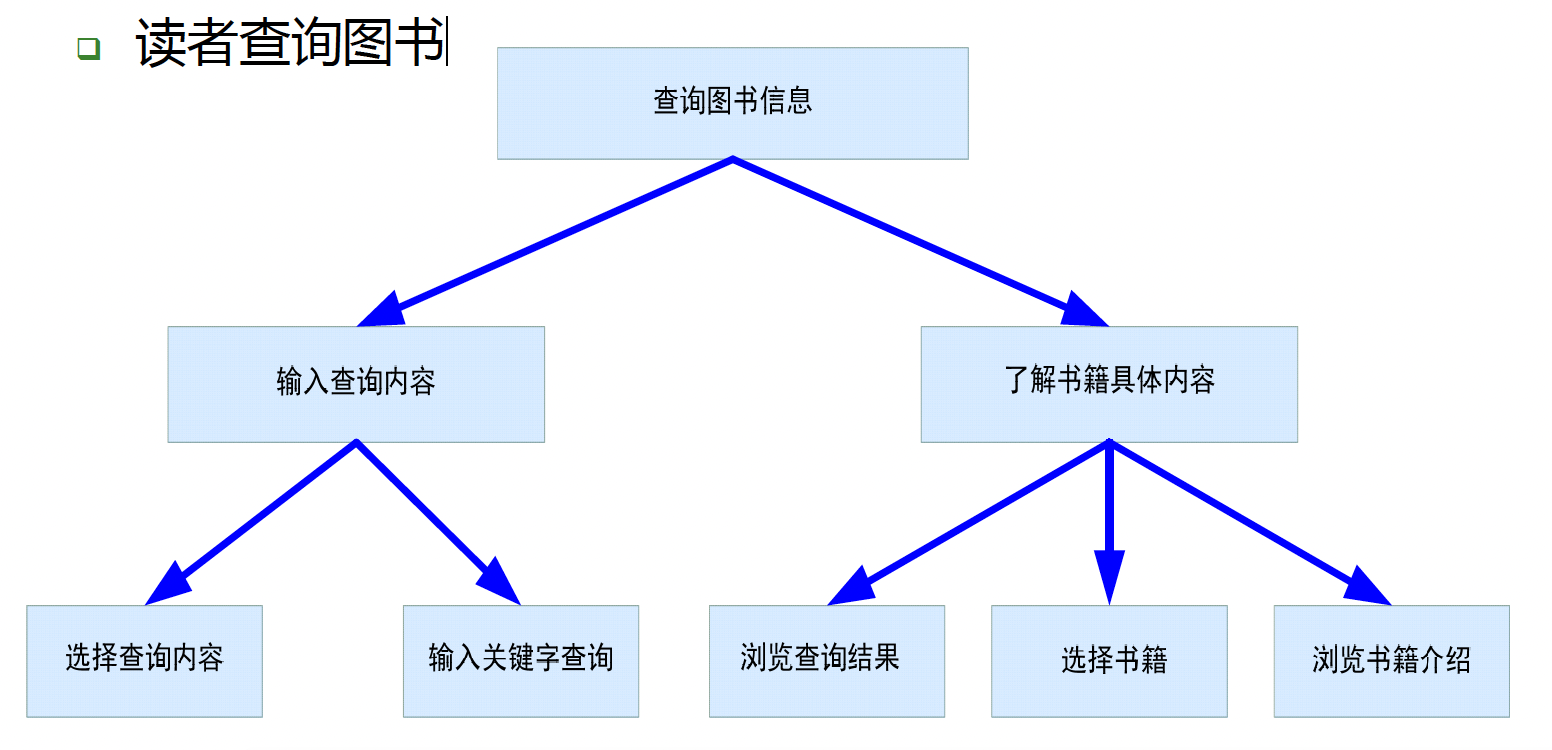 读者查询图书
查询图书信息
输入查询内容
了解书籍具体内容
选择查询内容
输入关键字查询
浏览查询结果
选择书籍
浏览书籍介绍